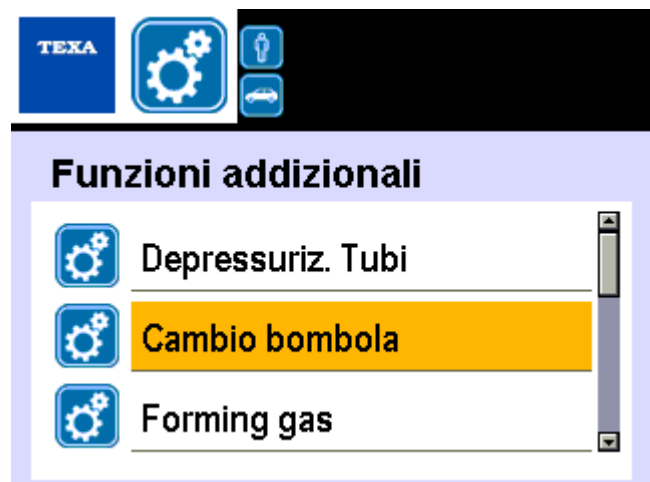 TEXA
Funzioni addizionali
Depressuriz. Tubi
Cambio bombola
Forming gas